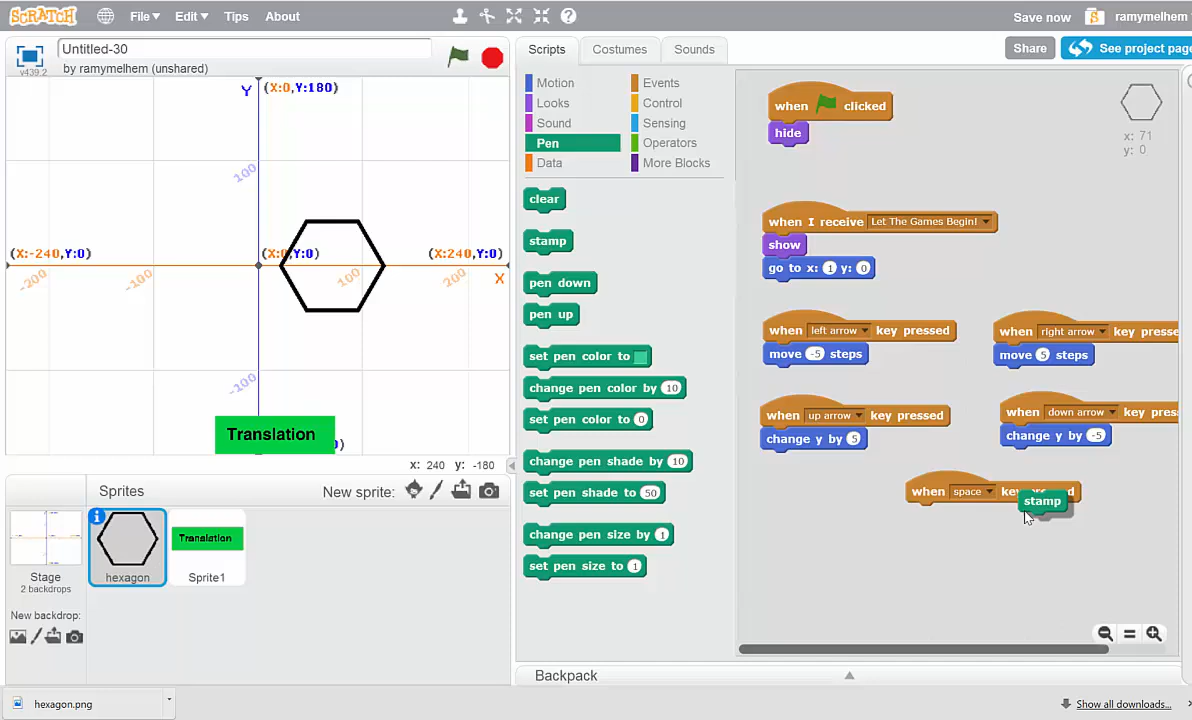 SCRATCH File Edit Tips About Save now ramymelhem
v439.2 Untitled-30
by ramymelhem (unshared)
Scripts Costumes Sounds
Share See project page
Y (X:0,Y:180)
100
(X:-240,Y:0) (X:0,Y:0) (X:240,Y:0)
-200 -100 100 200 X
-100
Translation
x: 240 y: -180
Motion Events
Looks Control
Sound Sensing
Pen Operators
Data More Blocks
clear
stamp
pen down
pen up
set pen color to
change pen color by 10
set pen color to 0
change pen shade by 10
set pen shade to 50
change pen size by 1
set pen size to 1
when clicked
hide
x: 71
y: 0
when I receive Let The Games Begin!
show
go to x: 1 y: 0
when left arrow key pressed
move -5 steps
when right arrow key presse
move 5 steps
when up arrow key pressed
change y by 5
when down arrow key press
change y by -5
when space
stamp
Sprites New sprite:
Translation
Stage
2 backdrops
hexagon
Sprite1
New backdrop:
Backpack
hexagon.png Show all downloads...